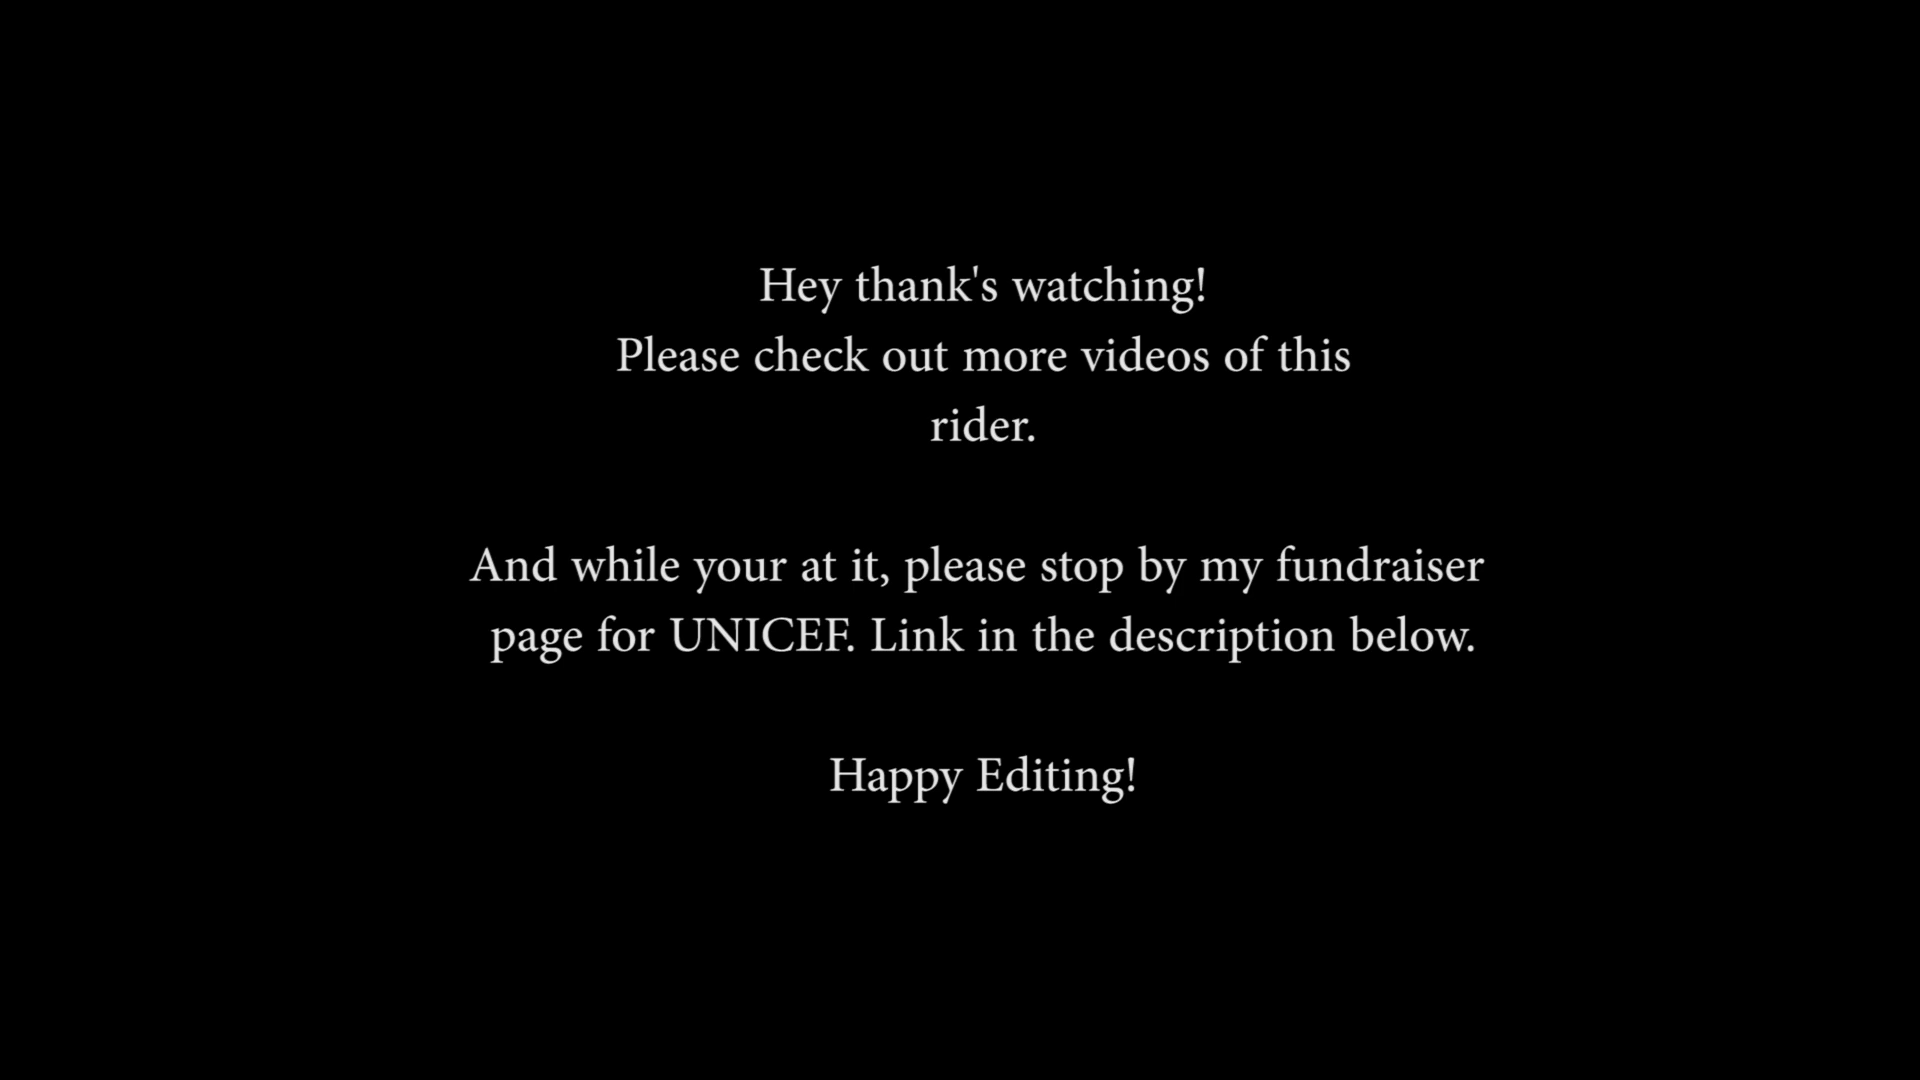 Hey thank's watching!
Please check out more videos of this
rider.
And while your at it, please stop by my fundraiser
page for UNICEF. Link in the description below.
Happy Editing!